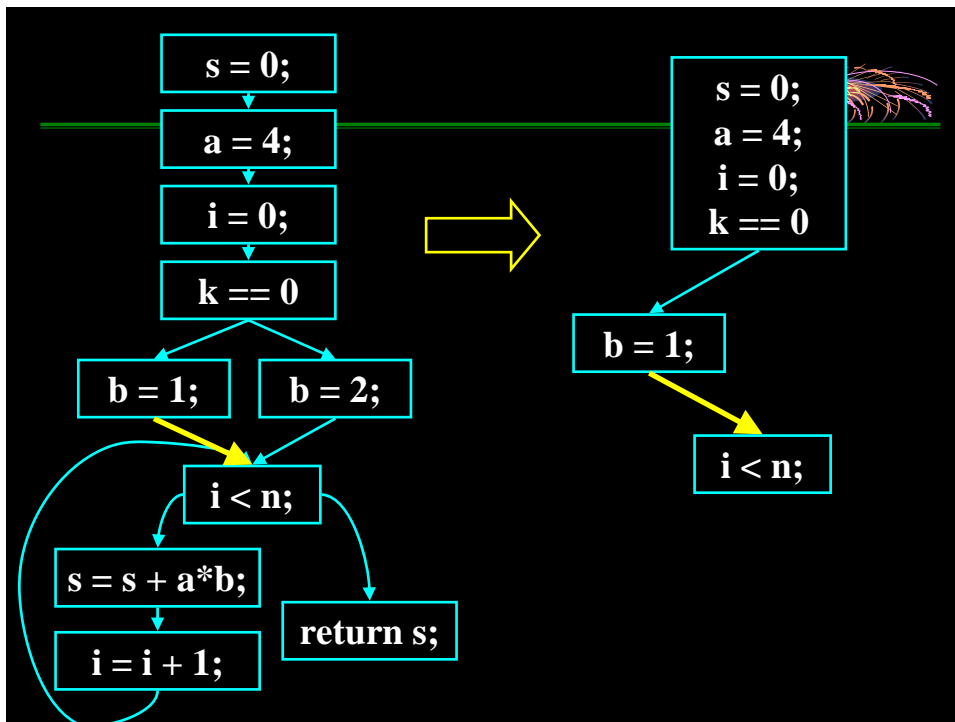 s = 0;
a = 4;
i = 0;
k == 0
b = 1;
b = 2;
i < n;
s = s + a*b;
i = i + 1;
return s;
s = 0;
a = 4;
i = 0;
k == 0
b = 1;
i < n;